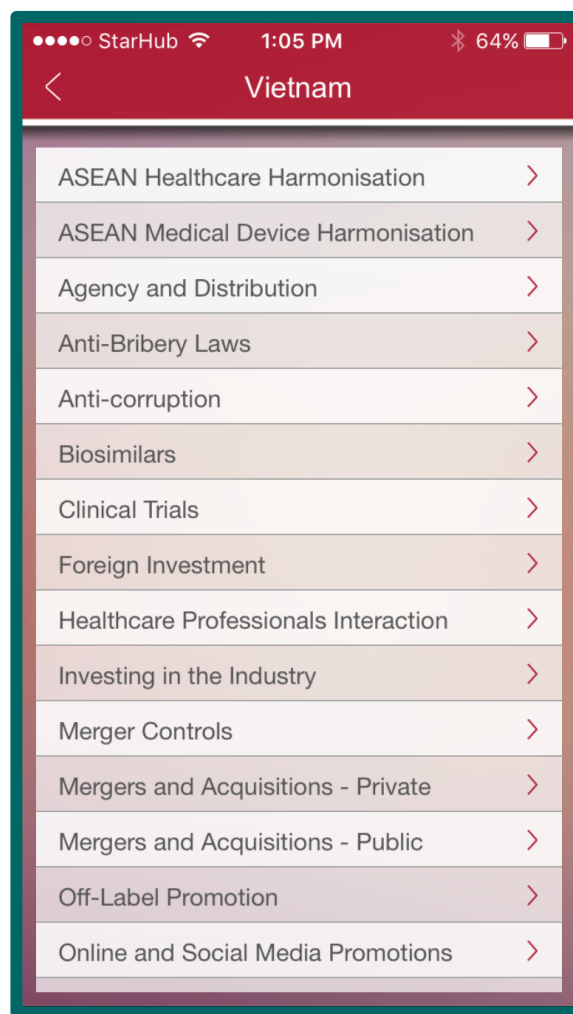 StarHub 1:05 PM 64%
Vietnam
ASEAN Healthcare Harmonisation
ASEAN Medical Device Harmonisation
Agency and Distribution
Anti-Bribery Laws
Anti-corruption
Biosimilars
Clinical Trials
Foreign Investment
Healthcare Professionals Interaction
Investing in the Industry
Merger Controls
Mergers and Acquisitions - Private
Mergers and Acquisitions - Public
Off-Label Promotion
Online and Social Media Promotions